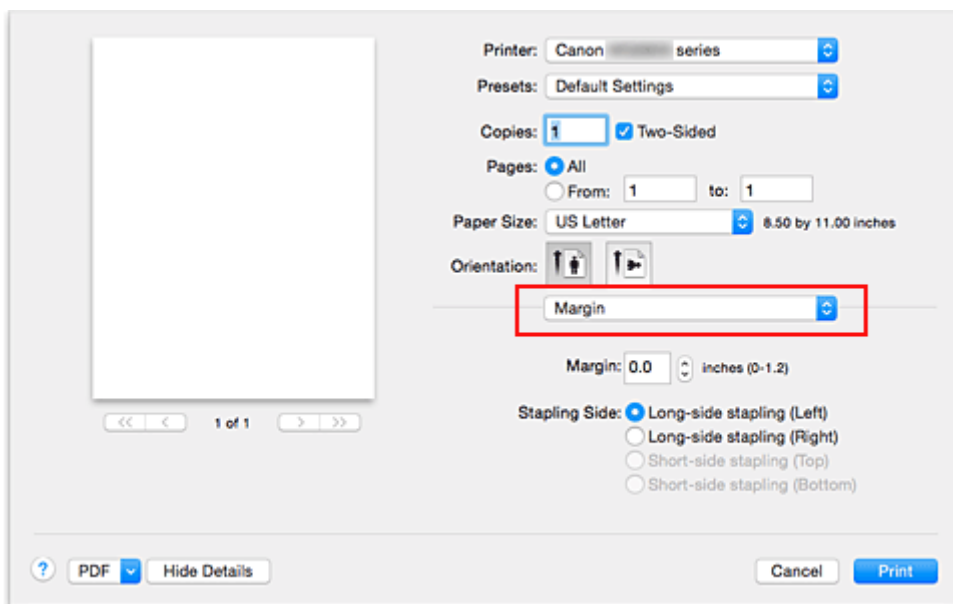 Printer: Canon series
Presets: Default Settings
Copies: 1 Two-Sided
Pages: All
From: 1 to: 1
Paper Size: US Letter 8.50 by 11.00 inches
Orientation:
Margin
Margin: 0.0 inches (0-1.2)
Stapling Side: Long-side stapling (Left)
Long-side stapling (Right)
Short-side stapling (Top)
Short-side stapling (Bottom)
<< < 1 of 1 > >>
? PDF Hide Details Cancel Print